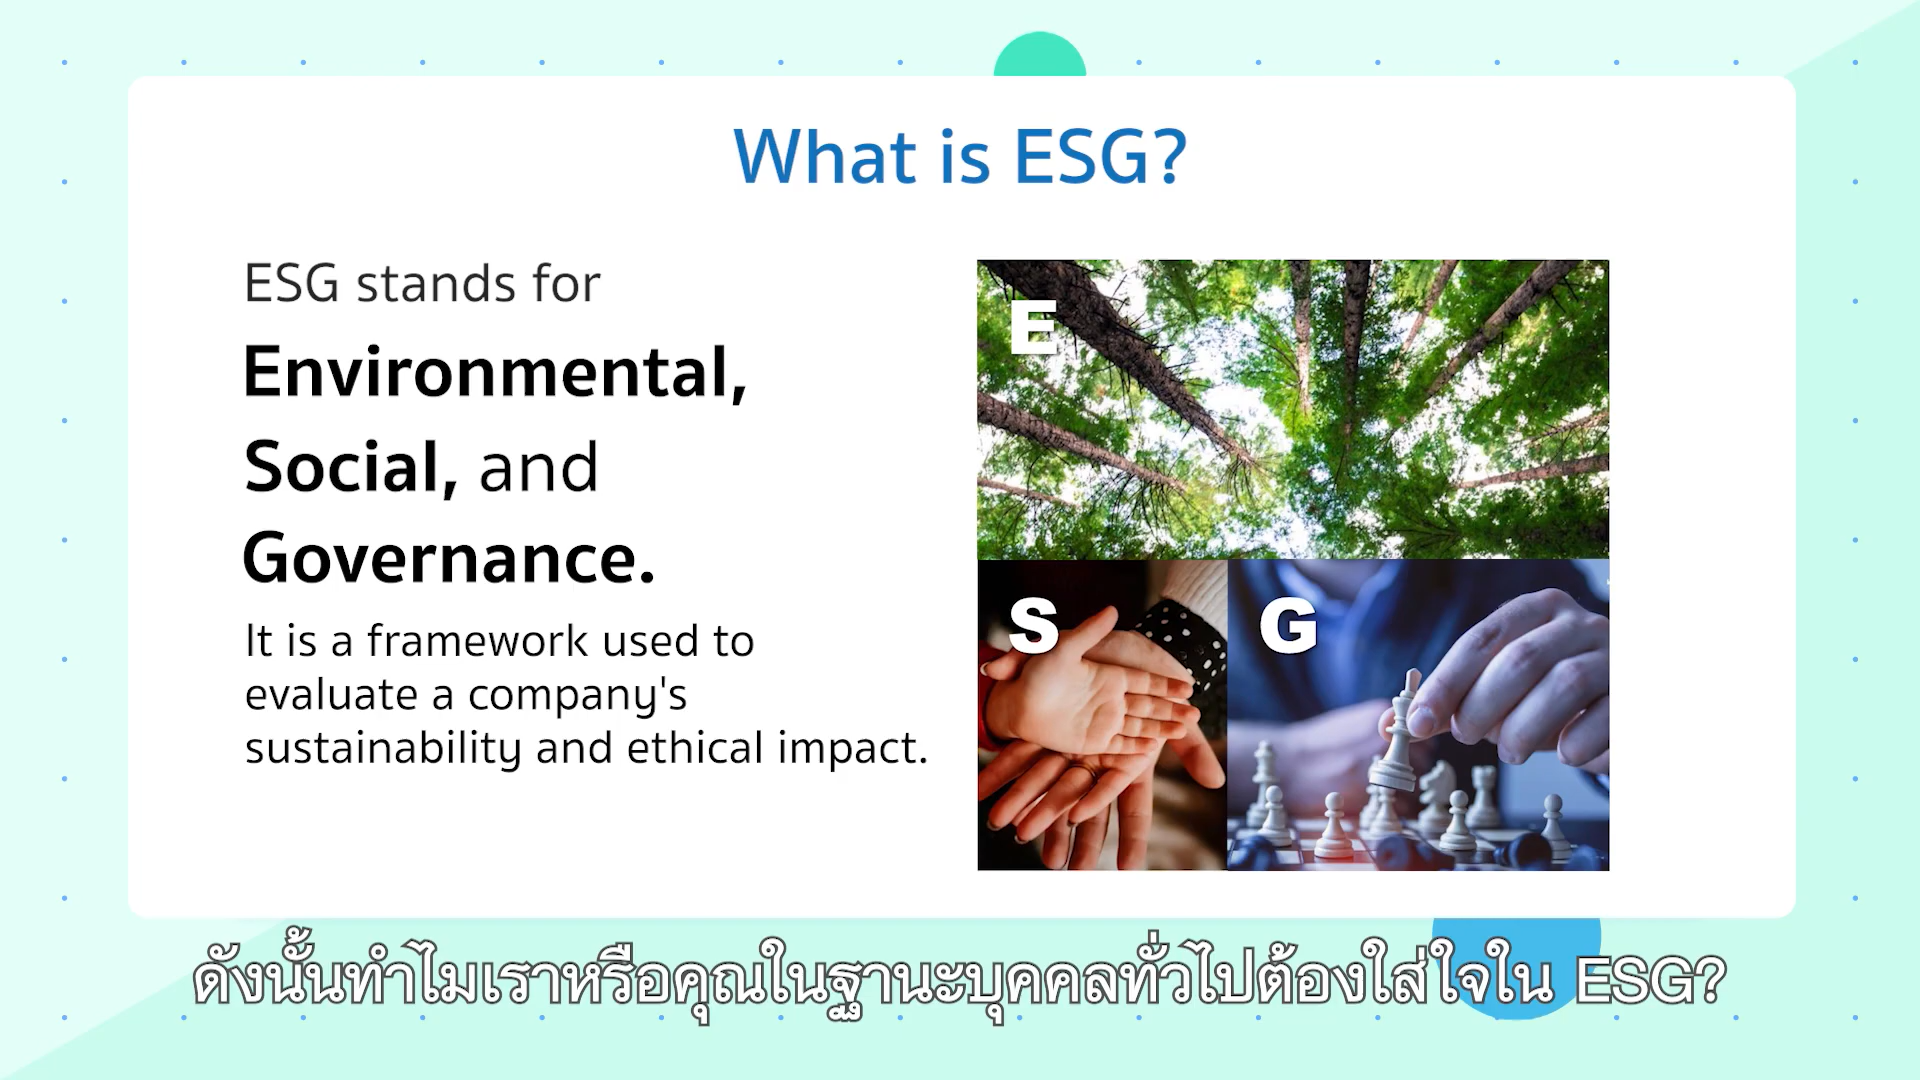 What is ESG?
ESG stands for
Environmental,
Social, and
Governance.
It is a framework used to
evaluate a company's
sustainability and ethical impact.
E
S
G
ดังนั้นทำไมเราหรือคุณในฐานะบุคคลทั่วไปต้องใส่ใจใน ESG?